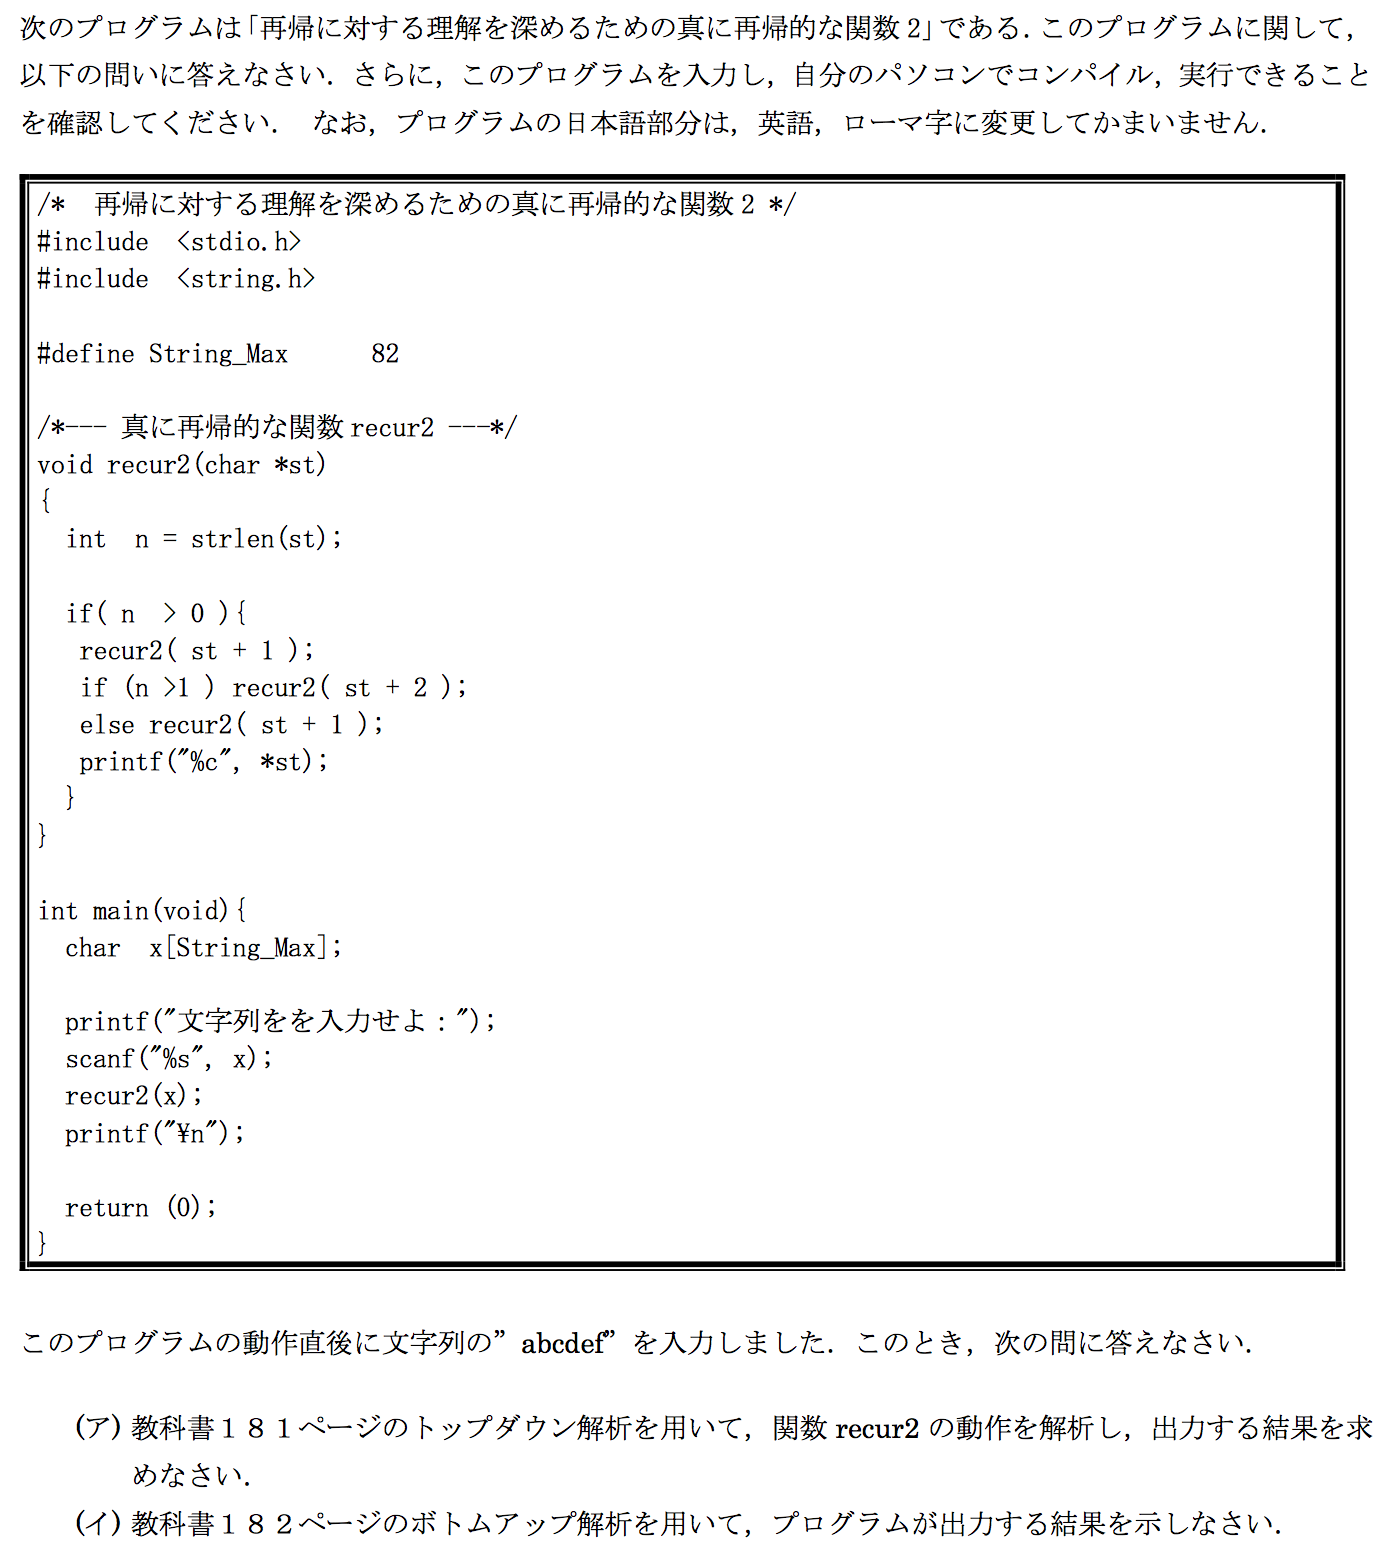 次のプログラムは「再帰に対する理解を深めるための真に再帰的な関数2」である．このプログラムに関して，
以下の問いに答えなさい．さらに，このプログラムを入力し，自分のパソコンでコンパイル，実行できること
を確認してください．　なお，プログラムの日本語部分は，英語，ローマ字に変更してかまいません．
/*　再帰に対する理解を深めるための真に再帰的な関数2 */
#include  <stdio.h>
#include  <string.h>
#define String_Max      82
/*--- 真に再帰的な関数recur2 ---*/
void recur2(char *st)
{
  int  n = strlen(st);
  if( n  > 0 ){
   recur2( st + 1 );
   if (n >1 ) recur2( st + 2 );
   else recur2( st + 1 );
   printf("%c", *st);
  }
}
int main(void){
  char  x[String_Max];
  printf("文字列をを入力せよ：");
  scanf("%s", x);
  recur2(x);
  printf("¥n");
  return (0);
}
このプログラムの動作直後に文字列の”abcdef”を入力しました．このとき，次の問に答えなさい．
(ア) 教科書１８１ページのトップダウン解析を用いて，関数 recur2 の動作を解析し，出力する結果を求
めなさい．
(イ) 教科書１８２ページのボトムアップ解析を用いて，プログラムが出力する結果を示しなさい．